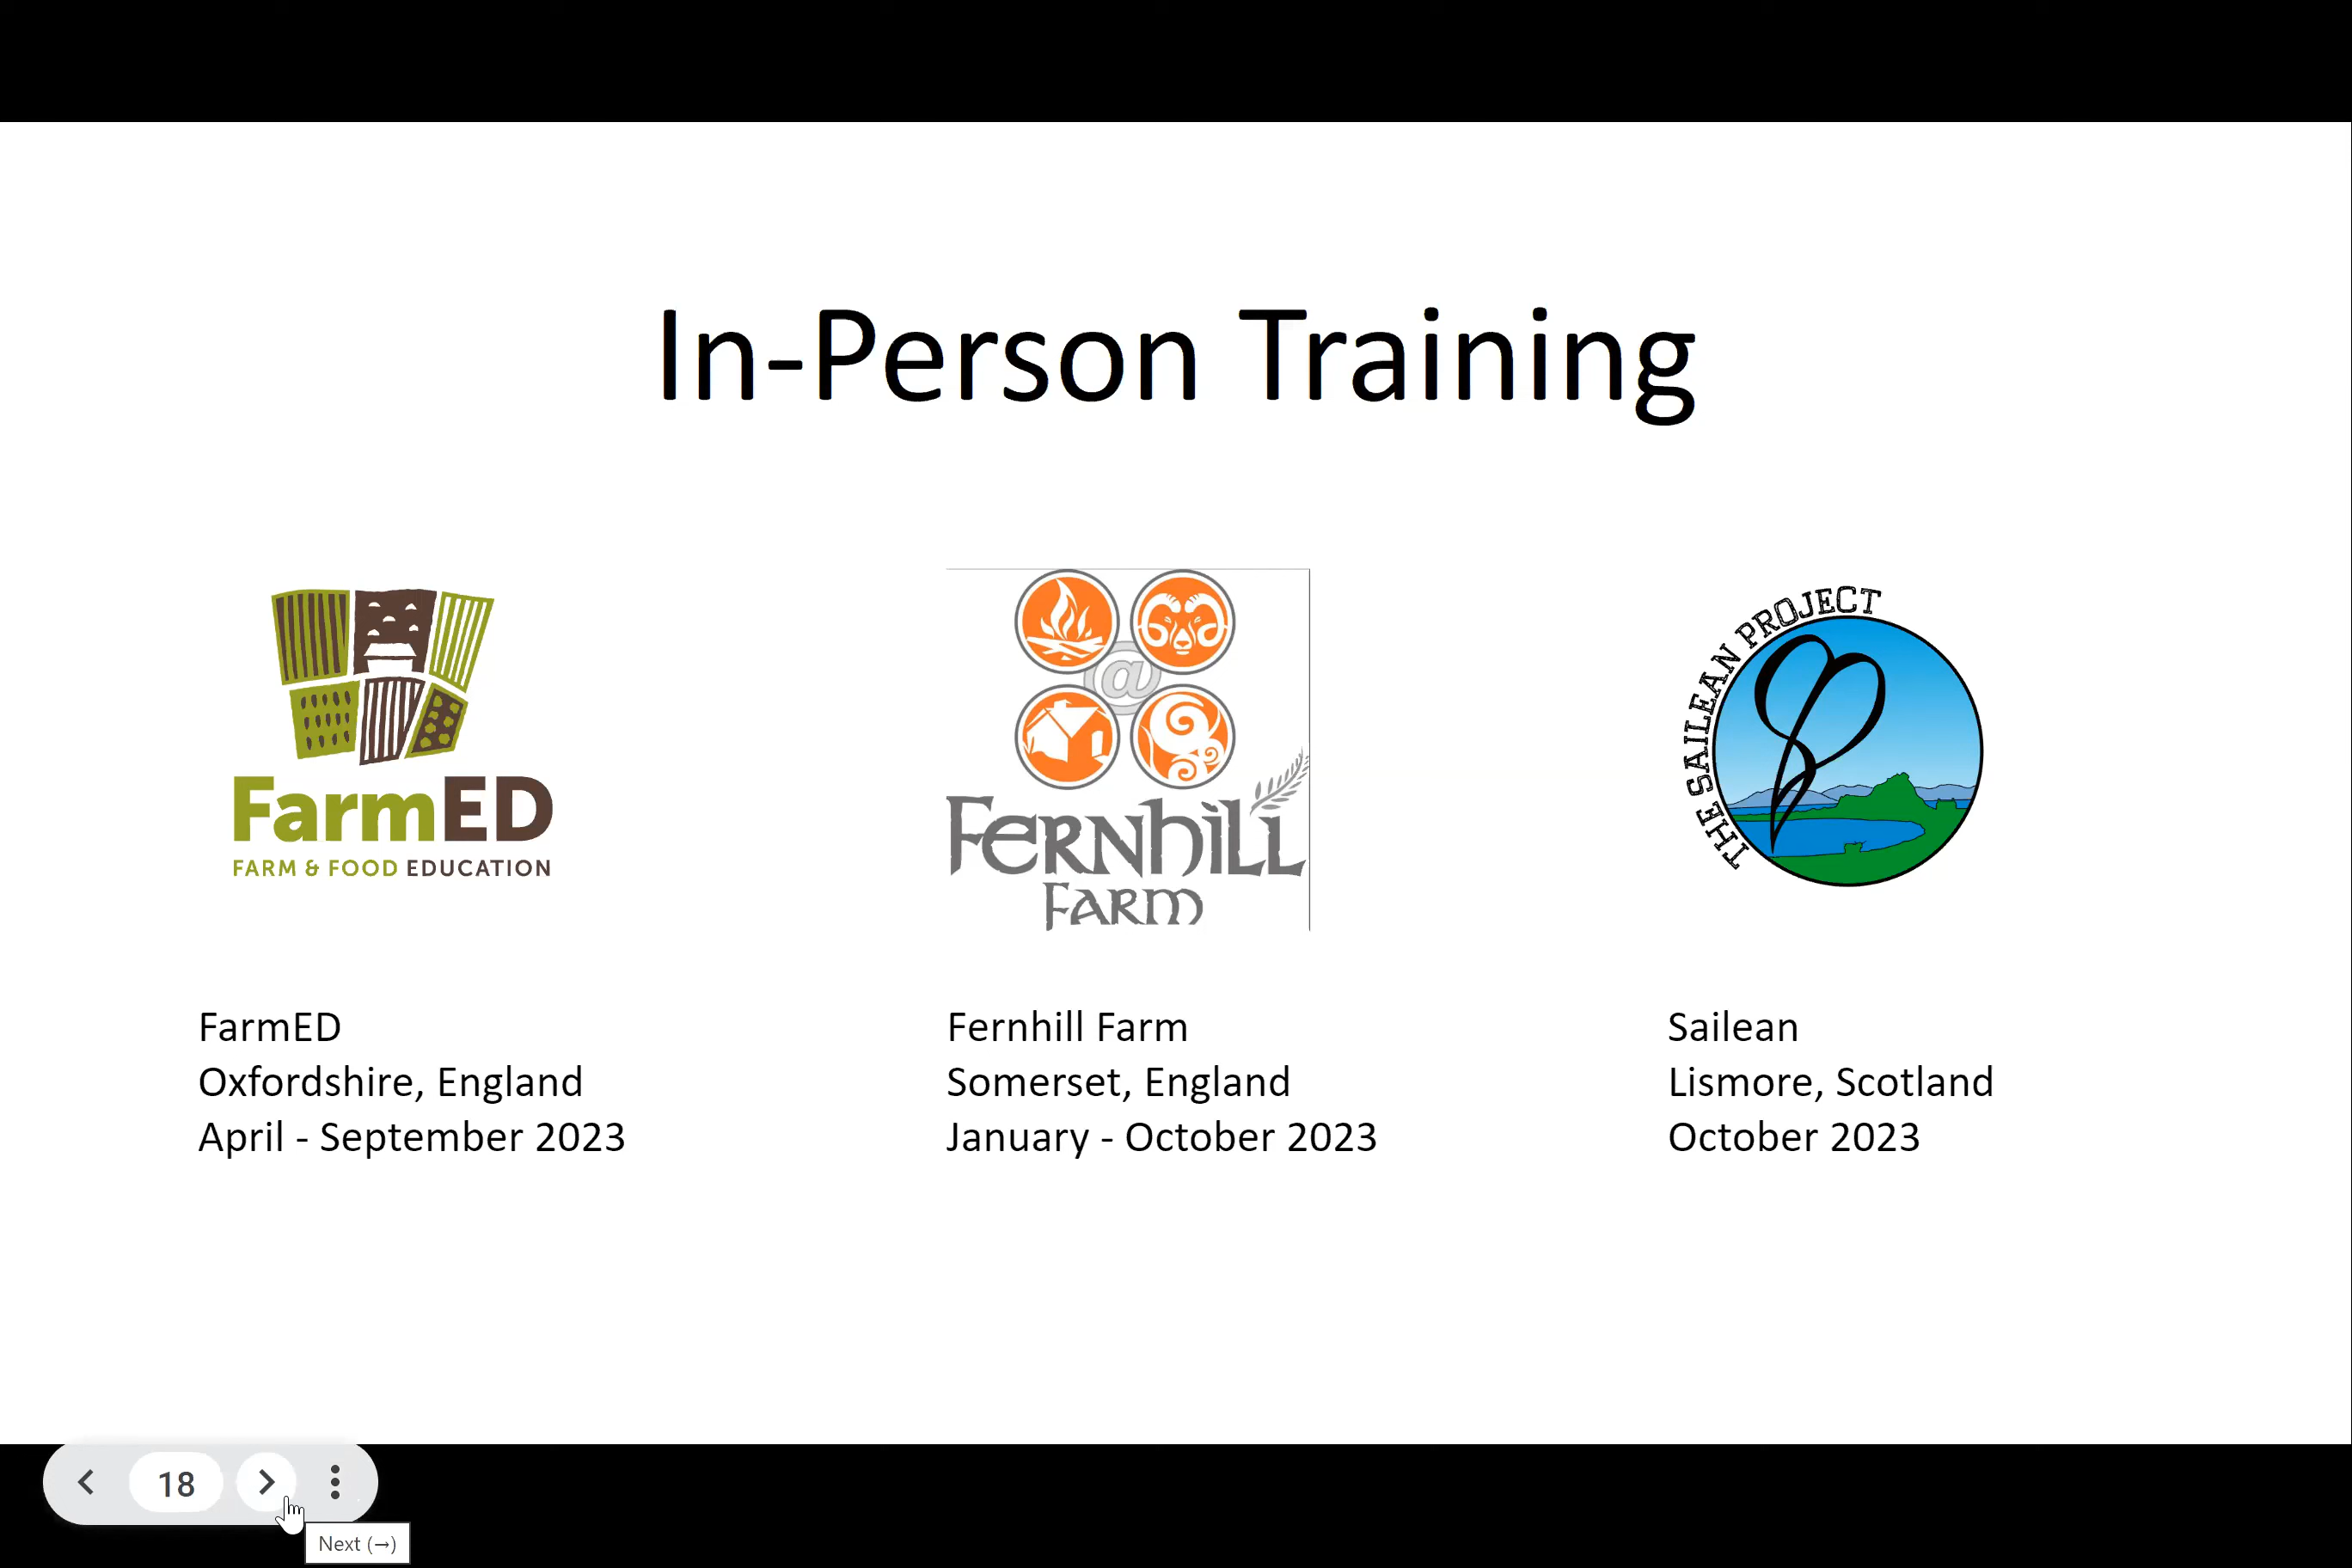 In-Person Training
FarmED
FARM & FOOD EDUCATION
@
FERNHILL
FARM
THE SAILEAN PROJECT
FarmED
Oxfordshire, England
April - September 2023
Fernhill Farm
Somerset, England
January - October 2023
Sailean
Lismore, Scotland
October 2023
18
Next (→)